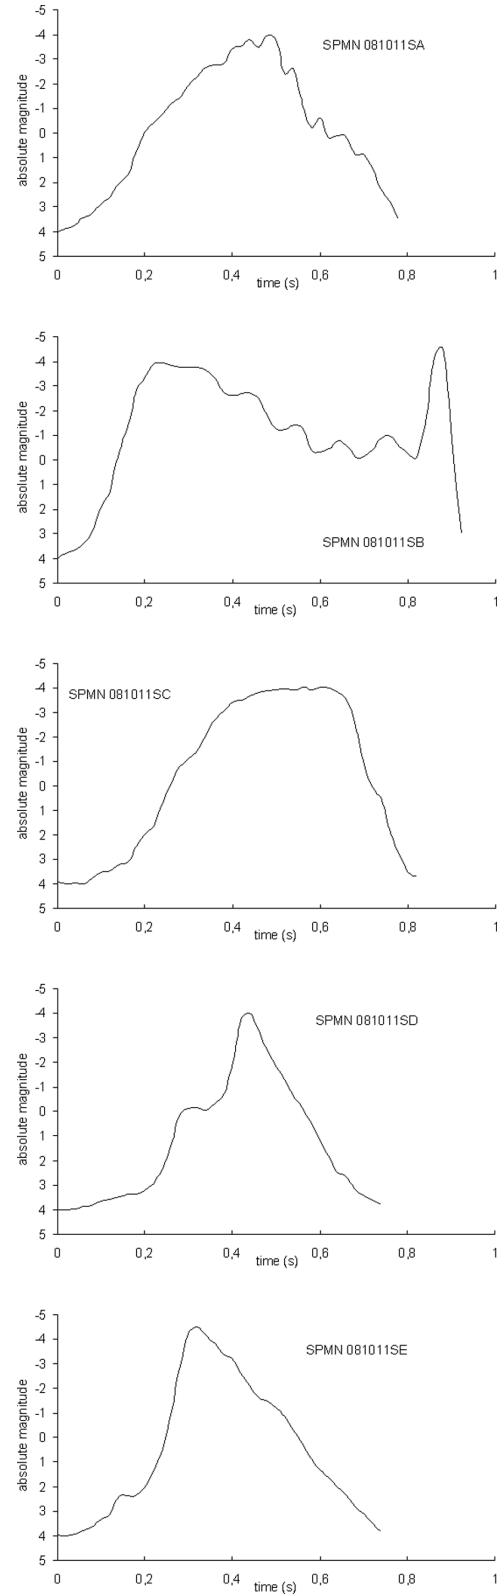 -5
-4
SPMN 081011SA
-3
-2
-1
0
1
2
3
4
5
absolute magnitude
0 0,2 0,4 0,6 0,8 1
time (s)
-5
-4
-3
-2
-1
0
1
2
3
SPMN 081011SB
4
5
absolute magnitude
0 0,2 0,4 0,6 0,8 1
time (s)
-5
-4
SPMN 081011SC
-3
-2
-1
0
1
2
3
4
5
absolute magnitude
0 0,2 0,4 0,6 0,8 1
time (s)
-5
-4
SPMN 081011SD
-3
-2
-1
0
1
2
3
4
5
absolute magnitude
0 0,2 0,4 0,6 0,8 1
time (s)
-5
-4
SPMN 081011SE
-3
-2
-1
0
1
2
3
4
5
absolute magnitude
0 0,2 0,4 0,6 0,8 1
time (s)